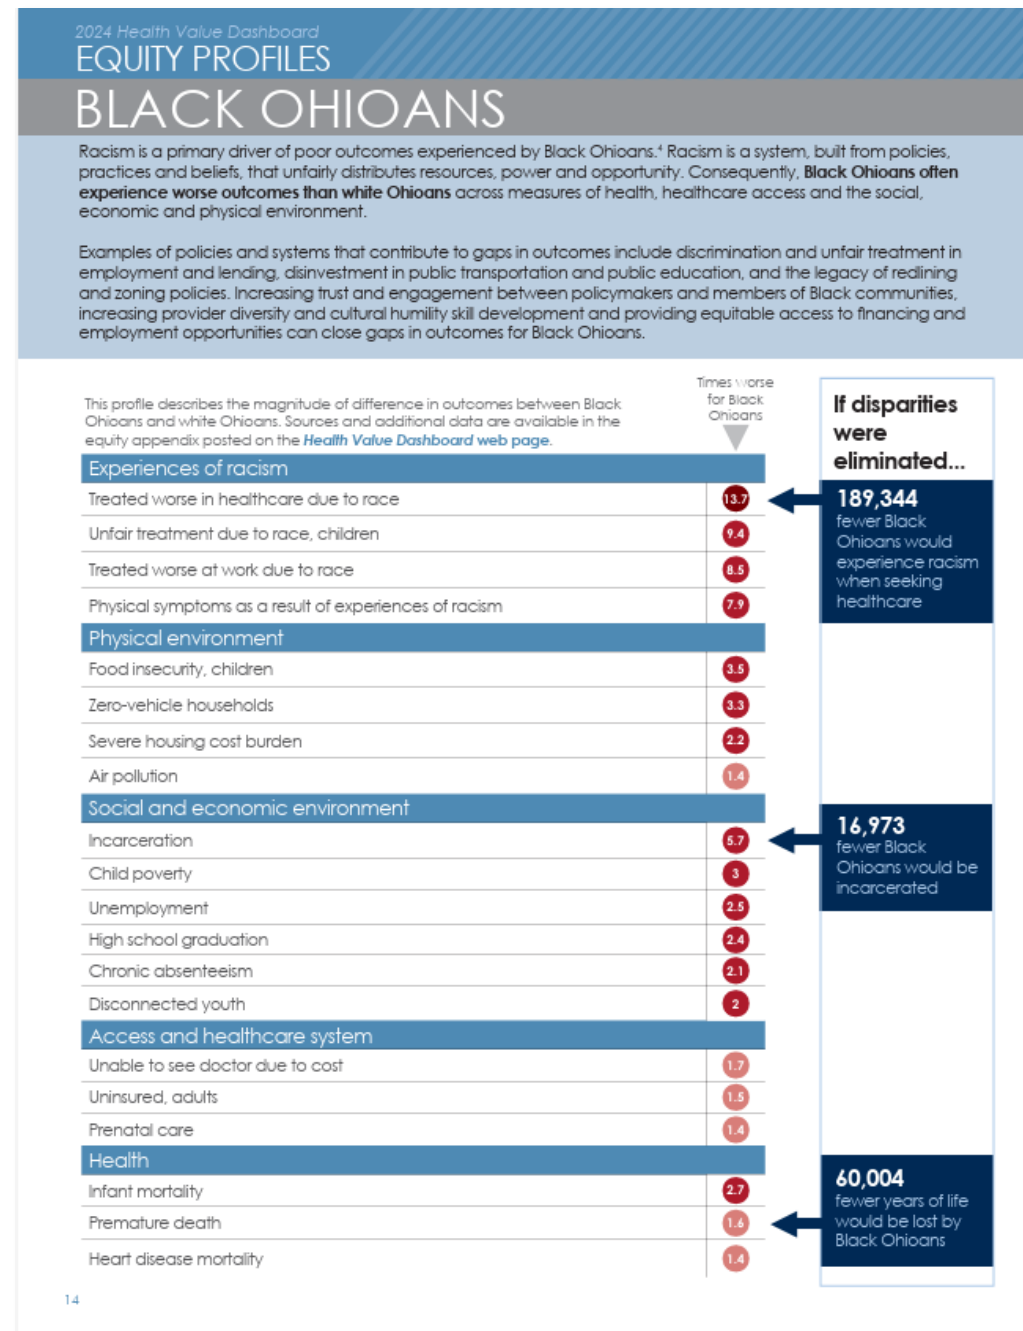 2024 Health Value Dashboard
EQUITY PROFILES
BLACK OHIOANS
Racism is a primary driver of poor outcomes experienced by Black Ohioans.⁴ Racism is a system, built from policies,
practices and beliefs, that unfairly distributes resources, power and opportunity. Consequently, Black Ohioans often
experience worse outcomes than white Ohioans across measures of health, healthcare access and the social,
economic and physical environment.
Examples of policies and systems that contribute to gaps in outcomes include discrimination and unfair treatment in
employment and lending, disinvestment in public transportation and public education, and the legacy of redlining
and zoning policies. Increasing trust and engagement between policymakers and members of Black communities,
increasing provider diversity and cultural humility skill development and providing equitable access to financing and
employment opportunities can close gaps in outcomes for Black Ohioans.
This profile describes the magnitude of difference in outcomes between Black
Ohioans and white Ohioans. Sources and additional data are available in the
equity appendix posted on the Health Value Dashboard web page.
Times worse
for Black
Ohioans
Experiences of racism
Treated worse in healthcare due to race 13.7
Unfair treatment due to race, children 9.4
Treated worse at work due to race 8.5
Physical symptoms as a result of experiences of racism 7.9
Physical environment
Food insecurity, children 3.5
Zero-vehicle households 3.3
Severe housing cost burden 2.2
Air pollution 1.4
Social and economic environment
Incarceration 5.7
Child poverty 3
Unemployment 2.5
High school graduation 2.4
Chronic absenteeism 2.1
Disconnected youth 2
Access and healthcare system
Unable to see doctor due to cost 1.7
Uninsured, adults 1.5
Prenatal care 1.4
Health
Infant mortality 2.7
Premature death 1.6
Heart disease mortality 1.4
If disparities
were
eliminated...
189,344
fewer Black
Ohioans would
experience racism
when seeking
healthcare
16,973
fewer Black
Ohioans would be
incarcerated
60,004
fewer years of life
would be lost by
Black Ohioans
14